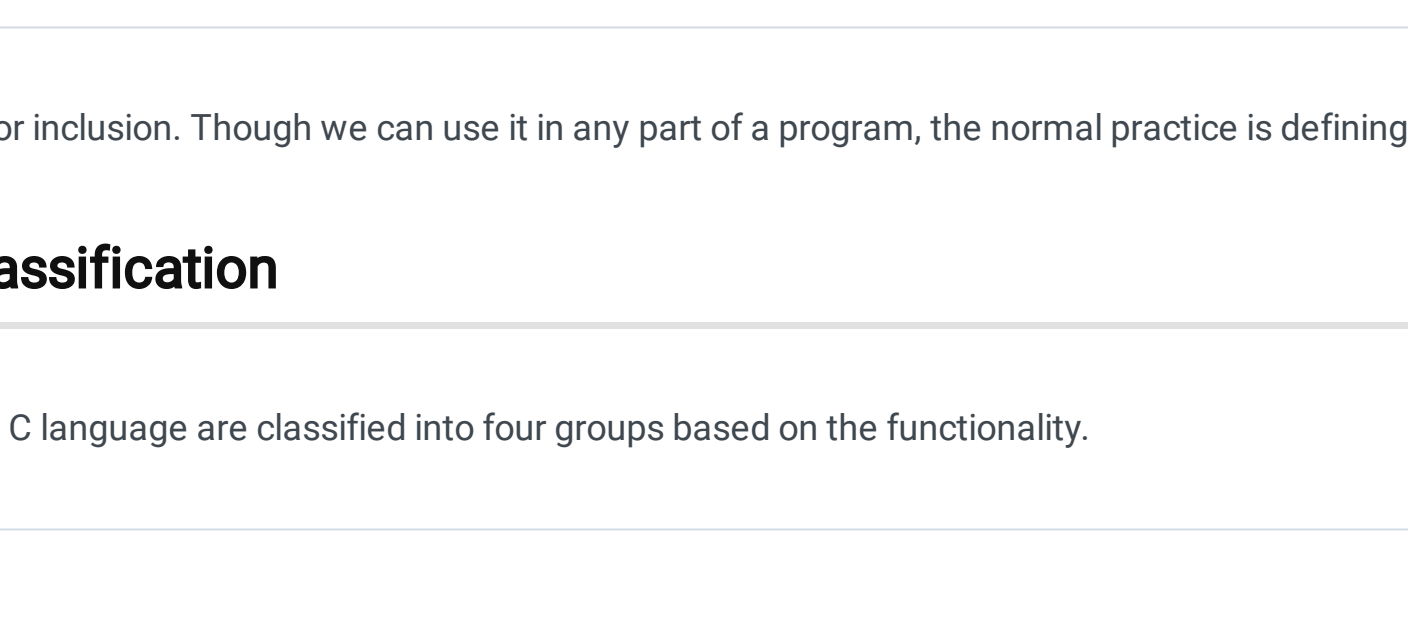 or inclusion. Though we can use it in any part of a program, the normal practice is defining
assification
C language are classified into four groups based on the functionality.